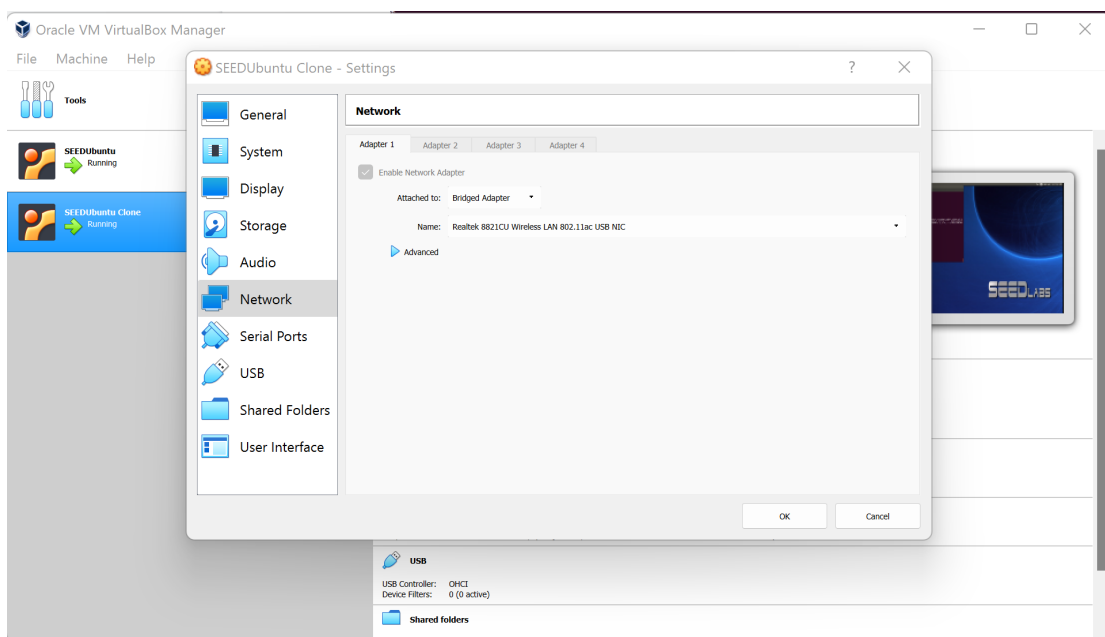 Oracle VM VirtualBox Manager
File Machine Help
Tools
SEEDUbuntu
Running
SEEDUbuntu Clone
Running
SEEDUbuntu Clone - Settings
?
General
System
Display
Storage
Audio
Network
Serial Ports
USB
Shared Folders
User Interface
Network
Adapter 1 Adapter 2 Adapter 3 Adapter 4
Enable Network Adapter
Attached to: Bridged Adapter
Name: Realtek 8821CU Wireless LAN 802.11ac USB NIC
Advanced
OK Cancel
SEEDLABS
USB
USB Controller: OHCI
Device Filters: 0 (0 active)
Shared folders